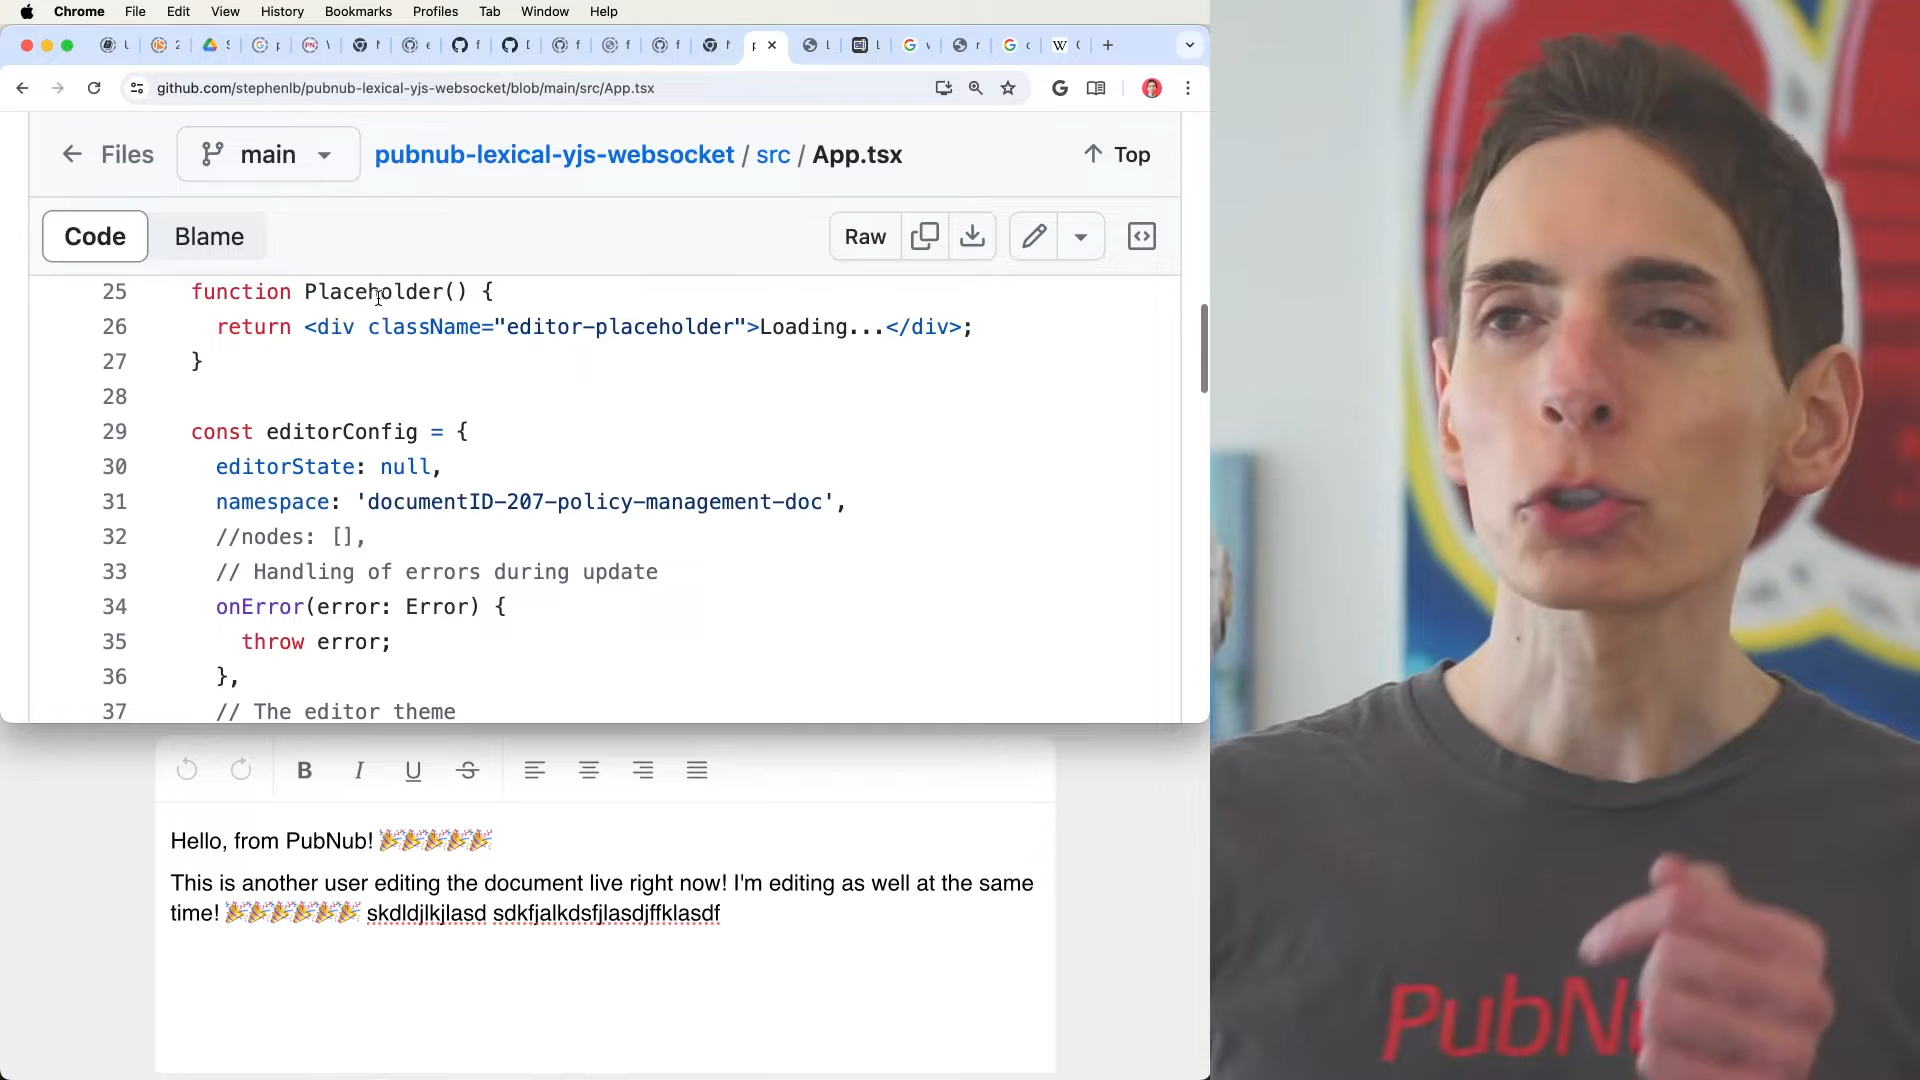 Chrome File Edit View History Bookmarks Profiles Tab Window Help
github.com/stephenlb/pubnub-lexical-yjs-websocket/blob/main/src/App.tsx
Files main pubnub-lexical-yjs-websocket / src / App.tsx Top
Code Blame Raw
25 function Placeholder() {
26 return <div className="editor-placeholder">Loading...</div>;
27 }
28
29 const editorConfig = {
30 editorState: null,
31 namespace: 'documentID-207-policy-management-doc',
32 //nodes: [],
33 // Handling of errors during update
34 onError(error: Error) {
35 throw error;
36 },
37 // The editor theme
B I U S
Hello, from PubNub! 🎉🎉🎉🎉🎉
This is another user editing the document live right now! I'm editing as well at the same
time! 🎉🎉🎉🎉🎉🎉 skdldjlkjlasd sdkfjalkdsfjlasdjffklasdf
PubNu